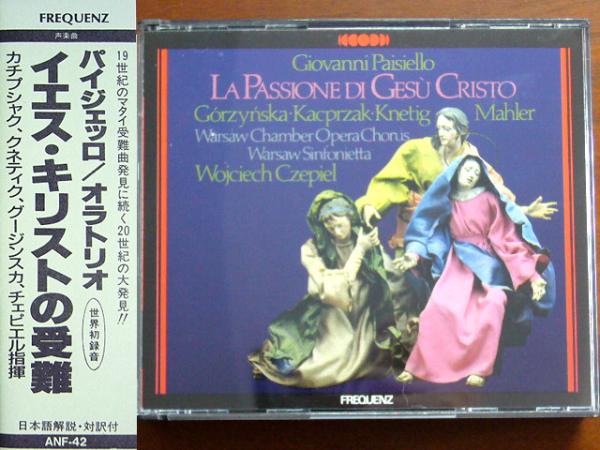 FREQUENZ
声楽曲
19世紀のマタイ受難曲発見に続く20世紀の大発見!!
パイジェッロ/オラトリオ
世界初録音
イエス・キリストの受難
カチプシャク、クネティク、グージンスカ、チェピエル指揮
日本語解説・対訳付
ANF-42
Giovanni Paisiello
LA PASSIONE DI GESÙ CRISTO
Górzyńska·Kacprzak·Knetig Mahler
Warsaw Chamber Opera Chorus
Warsaw Sinfonietta
Wojciech Czepiel
FREQUENZ